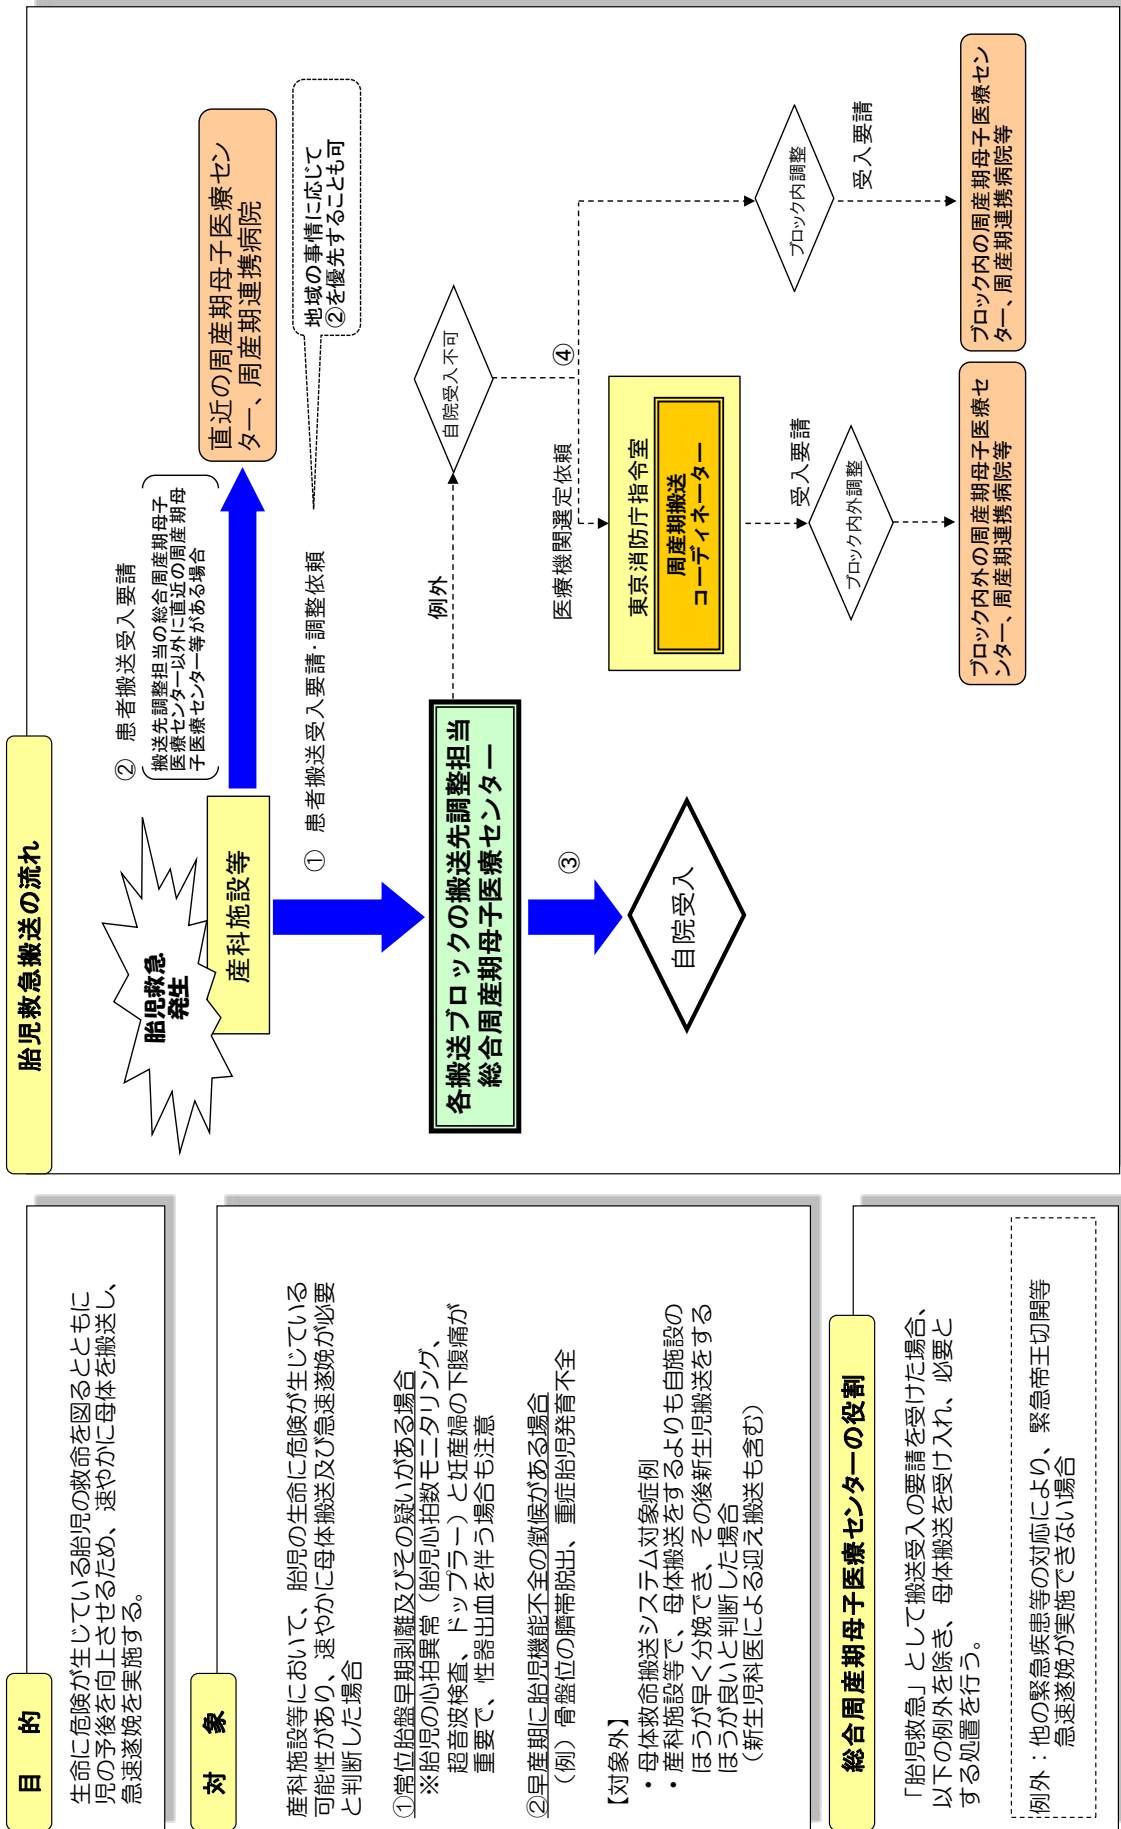 目　的
生命に危険が生じている胎児の救命を図るとともに
児の予後を向上させるため、速やかに母体を搬送し、
急速遂娩を実施する。
対　象
産科施設等において、胎児の生命に危険が生じている
可能性があり、速やかに母体搬送及び急速遂娩が必要
と判断した場合
①常位胎盤早期剥離及びその疑いがある場合
※胎児の心拍異常（胎児心拍数モニタリング、
超音波検査、ドップラー）と妊産婦の下腹痛が
重要で、性器出血を伴う場合も注意
②早産期に胎児機能不全の徴候がある場合
（例）骨盤位の臍帯脱出、重症胎児発育不全
【対象外】
・母体救命搬送システム対象症例
・産科施設等で、母体搬送をするよりも自施設の
ほうが早く分娩でき、その後新生児搬送をする
ほうが良いと判断した場合
（新生児科医による迎え搬送も含む）
総合周産期母子医療センターの役割
「胎児救急」として搬送受入の要請を受けた場合、
以下の例外を除き、母体搬送を受け入れ、必要と
する処置を行う。
例外：他の緊急疾患等の対応により、緊急帝王切開等
急速遂娩が実施できない場合
胎児救急搬送の流れ
胎児救急
発生
産科施設等
② 患者搬送受入要請
搬送先調整担当の総合周産期母子
医療センター以外に直近の周産期母
子医療センター等がある場合
直近の周産期母子医療セン
ター、周産期連携病院
① 患者搬送受入要請・調整依頼
地域の事情に応じて
②を優先することも可
各搬送ブロックの搬送先調整担当
総合周産期母子医療センター
例外
自院受入不可
③
自院受入
④
医療機関選定依頼
東京消防庁指令室
周産期搬送
コーディネーター
受入要請
ブロック内外調整
ブロック内外の周産期母子医療セ
ンター、周産期連携病院等
ブロック内調整
受入要請
ブロック内の周産期母子医療セン
ター、周産期連携病院等